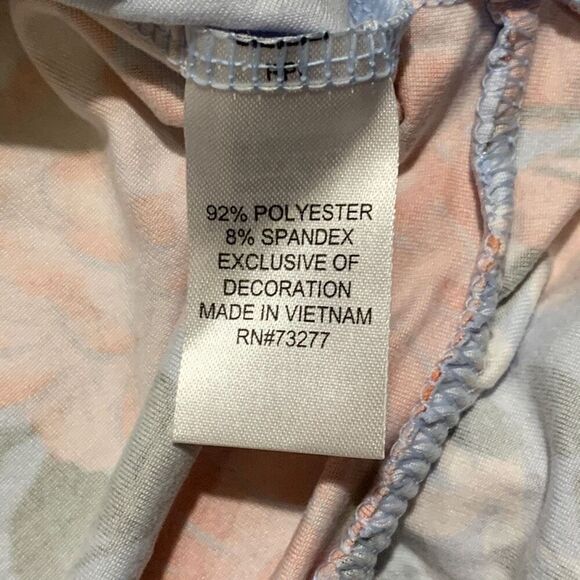 92% POLYESTER
8% SPANDEX
EXCLUSIVE OF
DECORATION
MADE IN VIETNAM
RN#73277